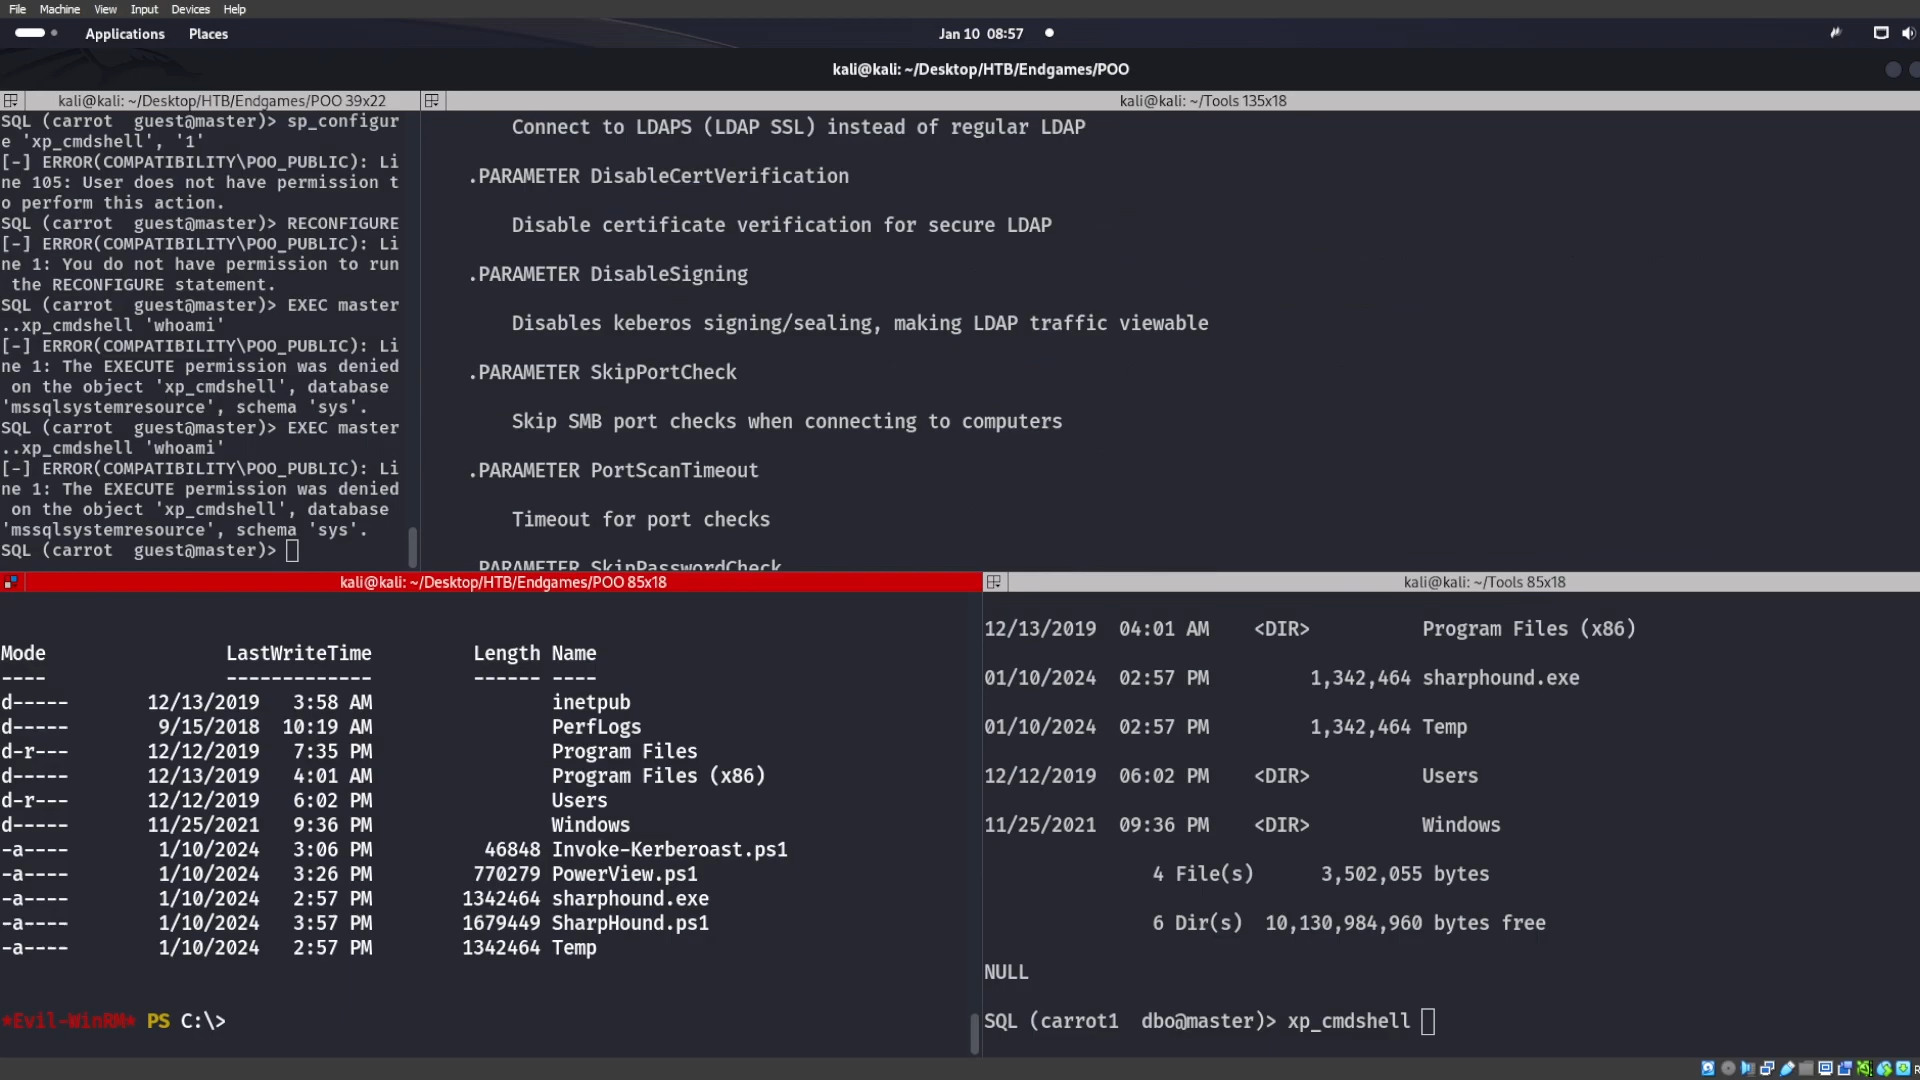 File Machine View Input Devices Help
Applications Places Jan 10 08:57
kali@kali: ~/Desktop/HTB/Endgames/POO
kali@kali: ~/Desktop/HTB/Endgames/POO 39x22
SQL (carrot  guest@master)> sp_configur
e 'xp_cmdshell', '1'
[-] ERROR(COMPATIBILITY\POO_PUBLIC): Li
ne 105: User does not have permission t
o perform this action.
SQL (carrot  guest@master)> RECONFIGURE
[-] ERROR(COMPATIBILITY\POO_PUBLIC): Li
ne 1: You do not have permission to run
 the RECONFIGURE statement.
SQL (carrot  guest@master)> EXEC master
..xp_cmdshell 'whoami'
[-] ERROR(COMPATIBILITY\POO_PUBLIC): Li
ne 1: The EXECUTE permission was denied
 on the object 'xp_cmdshell', database
'mssqlsystemresource', schema 'sys'.
SQL (carrot  guest@master)> EXEC master
..xp_cmdshell 'whoami'
[-] ERROR(COMPATIBILITY\POO_PUBLIC): Li
ne 1: The EXECUTE permission was denied
 on the object 'xp_cmdshell', database
'mssqlsystemresource', schema 'sys'.
SQL (carrot  guest@master)>
kali@kali: ~/Tools 135x18
Connect to LDAPS (LDAP SSL) instead of regular LDAP
.PARAMETER DisableCertVerification
Disable certificate verification for secure LDAP
.PARAMETER DisableSigning
Disables keberos signing/sealing, making LDAP traffic viewable
.PARAMETER SkipPortCheck
Skip SMB port checks when connecting to computers
.PARAMETER PortScanTimeout
Timeout for port checks
PARAMETER SkipPasswordCheck
kali@kali: ~/Desktop/HTB/Endgames/POO 85x18
Mode                LastWriteTime         Length Name
----                -------------         ------ ----
d-----       12/13/2019   3:58 AM                inetpub
d-----        9/15/2018  10:19 AM                PerfLogs
d-r---       12/12/2019   7:35 PM                Program Files
d-----       12/13/2019   4:01 AM                Program Files (x86)
d-r---       12/12/2019   6:02 PM                Users
d-----       11/25/2021   9:36 PM                Windows
-a----        1/10/2024   3:06 PM          46848 Invoke-Kerberoast.ps1
-a----        1/10/2024   3:26 PM         770279 PowerView.ps1
-a----        1/10/2024   2:57 PM        1342464 sharphound.exe
-a----        1/10/2024   3:57 PM        1679449 SharpHound.ps1
-a----        1/10/2024   2:57 PM        1342464 Temp
*Evil-WinRM* PS C:\>
kali@kali: ~/Tools 85x18
12/13/2019  04:01 AM    <DIR>          Program Files (x86)
01/10/2024  02:57 PM         1,342,464 sharphound.exe
01/10/2024  02:57 PM         1,342,464 Temp
12/12/2019  06:02 PM    <DIR>          Users
11/25/2021  09:36 PM    <DIR>          Windows
4 File(s)      3,502,055 bytes
6 Dir(s)  10,130,984,960 bytes free
NULL
SQL (carrot1  dbo@master)> xp_cmdshell